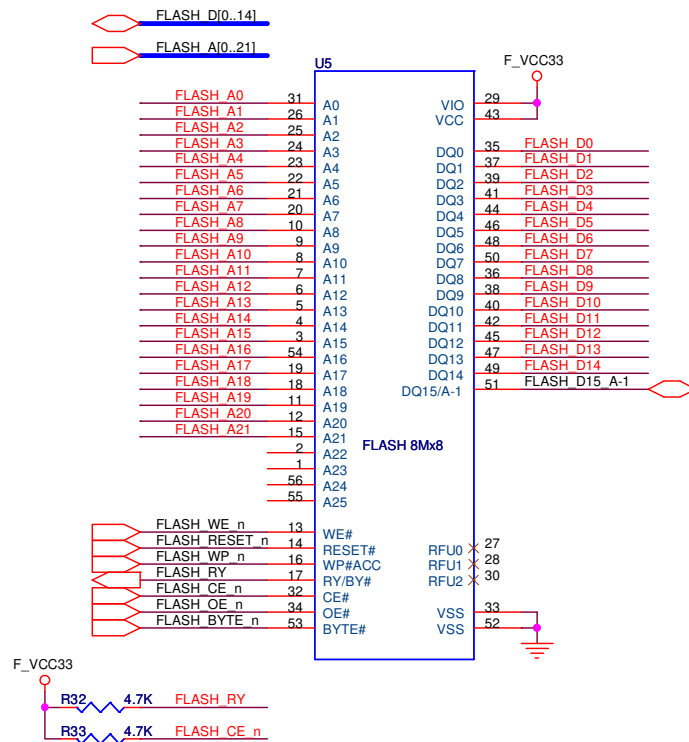 FLASH_D[0..14]
FLASH_A[0..21]
U5
F_VCC33
FLASH_A0 31 A0 VIO 29
FLASH_A1 26 A1 VCC 43
FLASH_A2 25 A2
FLASH_A3 24 A3 DQ0 35 FLASH_D0
FLASH_A4 23 A4 DQ1 37 FLASH_D1
FLASH_A5 22 A5 DQ2 39 FLASH_D2
FLASH_A6 21 A6 DQ3 41 FLASH_D3
FLASH_A7 20 A7 DQ4 44 FLASH_D4
FLASH_A8 10 A8 DQ5 46 FLASH_D5
FLASH_A9 9 A9 DQ6 48 FLASH_D6
FLASH_A10 8 A10 DQ7 50 FLASH_D7
FLASH_A11 7 A11 DQ8 36 FLASH_D8
FLASH_A12 6 A12 DQ9 38 FLASH_D9
FLASH_A13 5 A13 DQ10 40 FLASH_D10
FLASH_A14 4 A14 DQ11 42 FLASH_D11
FLASH_A15 3 A15 DQ12 45 FLASH_D12
FLASH_A16 54 A16 DQ13 47 FLASH_D13
FLASH_A17 19 A17 DQ14 49 FLASH_D14
FLASH_A18 18 A18 DQ15/A-1 51 FLASH_D15_A-1
FLASH_A19 11 A19
FLASH_A20 12 A20
FLASH_A21 15 A21
2 A22 FLASH 8Mx8
1 A23
56 A24
55 A25
FLASH_WE_n 13 WE#
FLASH_RESET_n 14 RESET# RFU0 27
FLASH_WP_n 16 WP#ACC RFU1 28
FLASH_RY 17 RY/BY# RFU2 30
FLASH_CE_n 32 CE#
FLASH_OE_n 34 OE# VSS 33
FLASH_BYTE_n 53 BYTE# VSS 52
F_VCC33
R32 4.7K FLASH_RY
R33 4.7K FLASH_CE_n